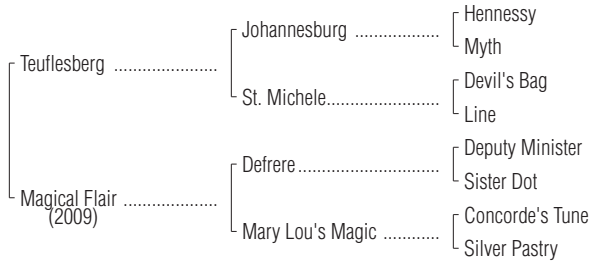 Hennessy
Johannesburg ..................
Myth
Teuflesberg ......................
Devil's Bag
St. Michele........................
Line
Deputy Minister
Defrere..............................
Sister Dot
Magical Flair ....................
(2009)
Concorde's Tune
Mary Lou's Magic ............
Silver Pastry